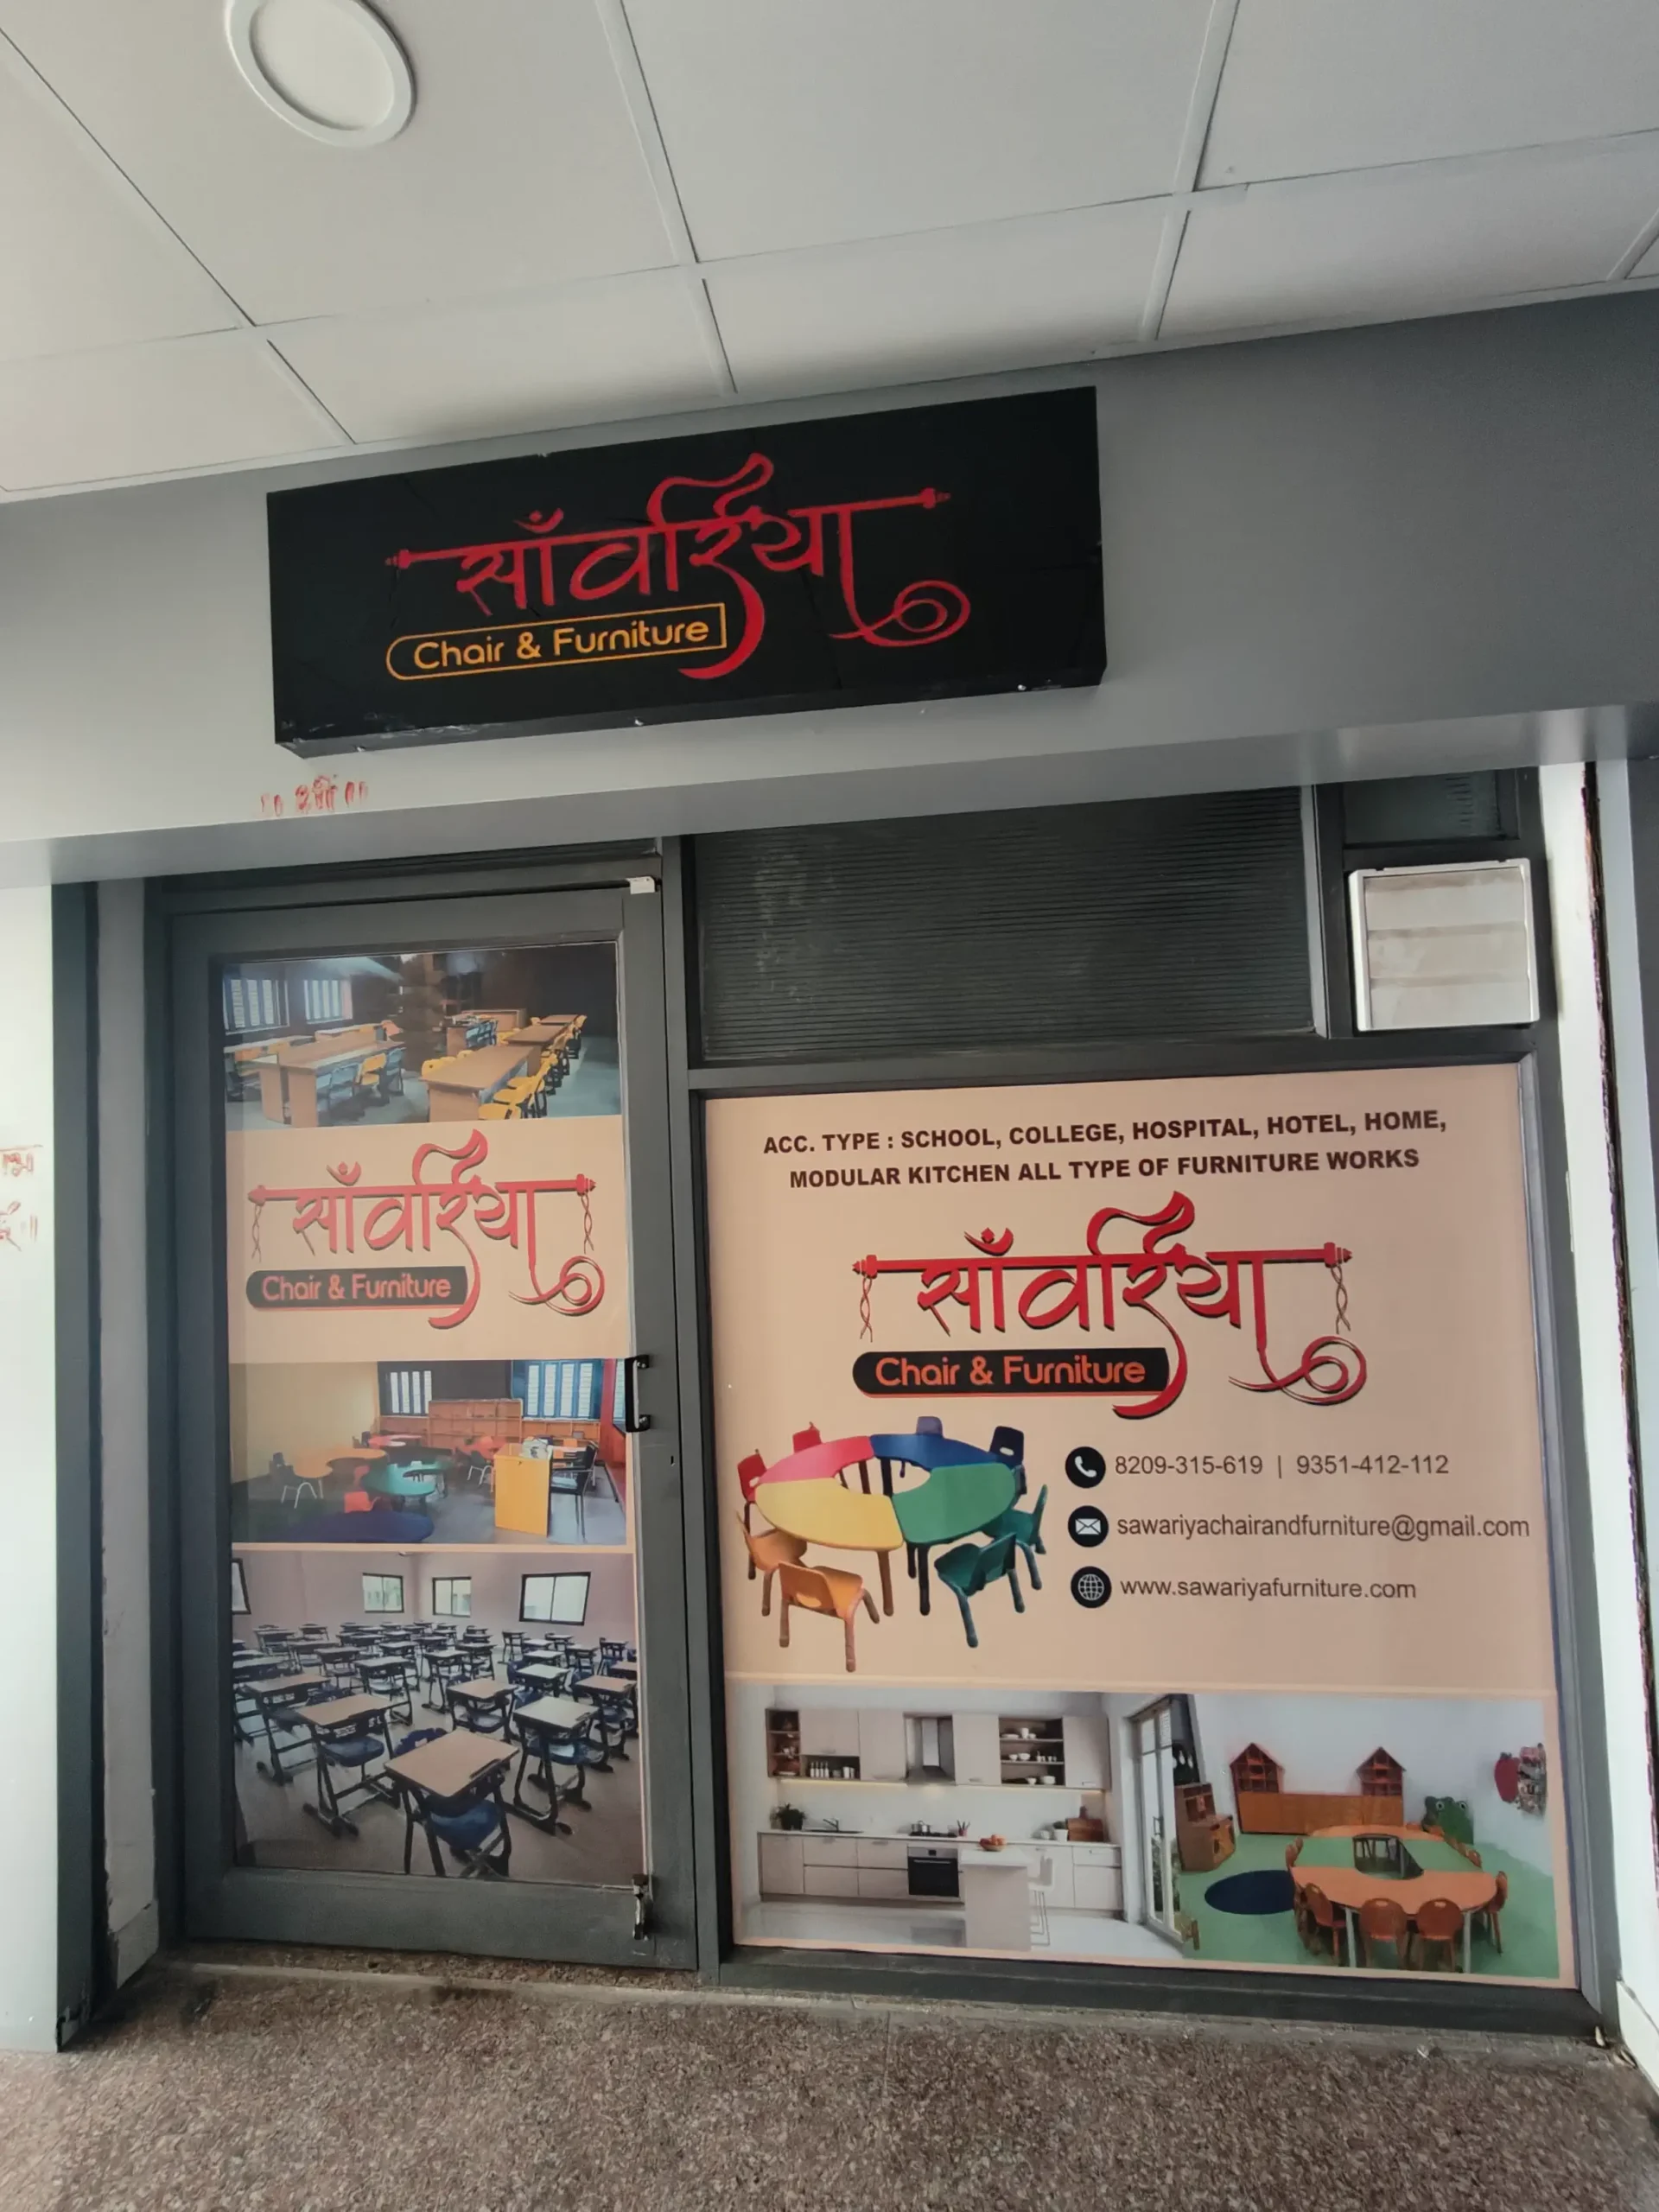 साँवरिया
Chair & Furniture
॥ श्री ॥
साँवरिया
Chair & Furniture
ACC. TYPE : SCHOOL, COLLEGE, HOSPITAL, HOTEL, HOME,
MODULAR KITCHEN ALL TYPE OF FURNITURE WORKS
साँवरिया
Chair & Furniture
8209-315-619 | 9351-412-112
sawariyachairandfurniture@gmail.com
www.sawariyafurniture.com